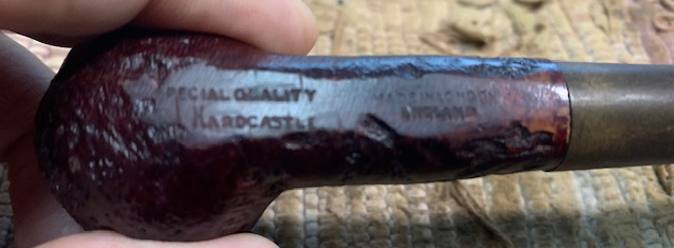 PECIAL QUALITY
HARDCASTLE
MADE IN LONDON
ENGLAND